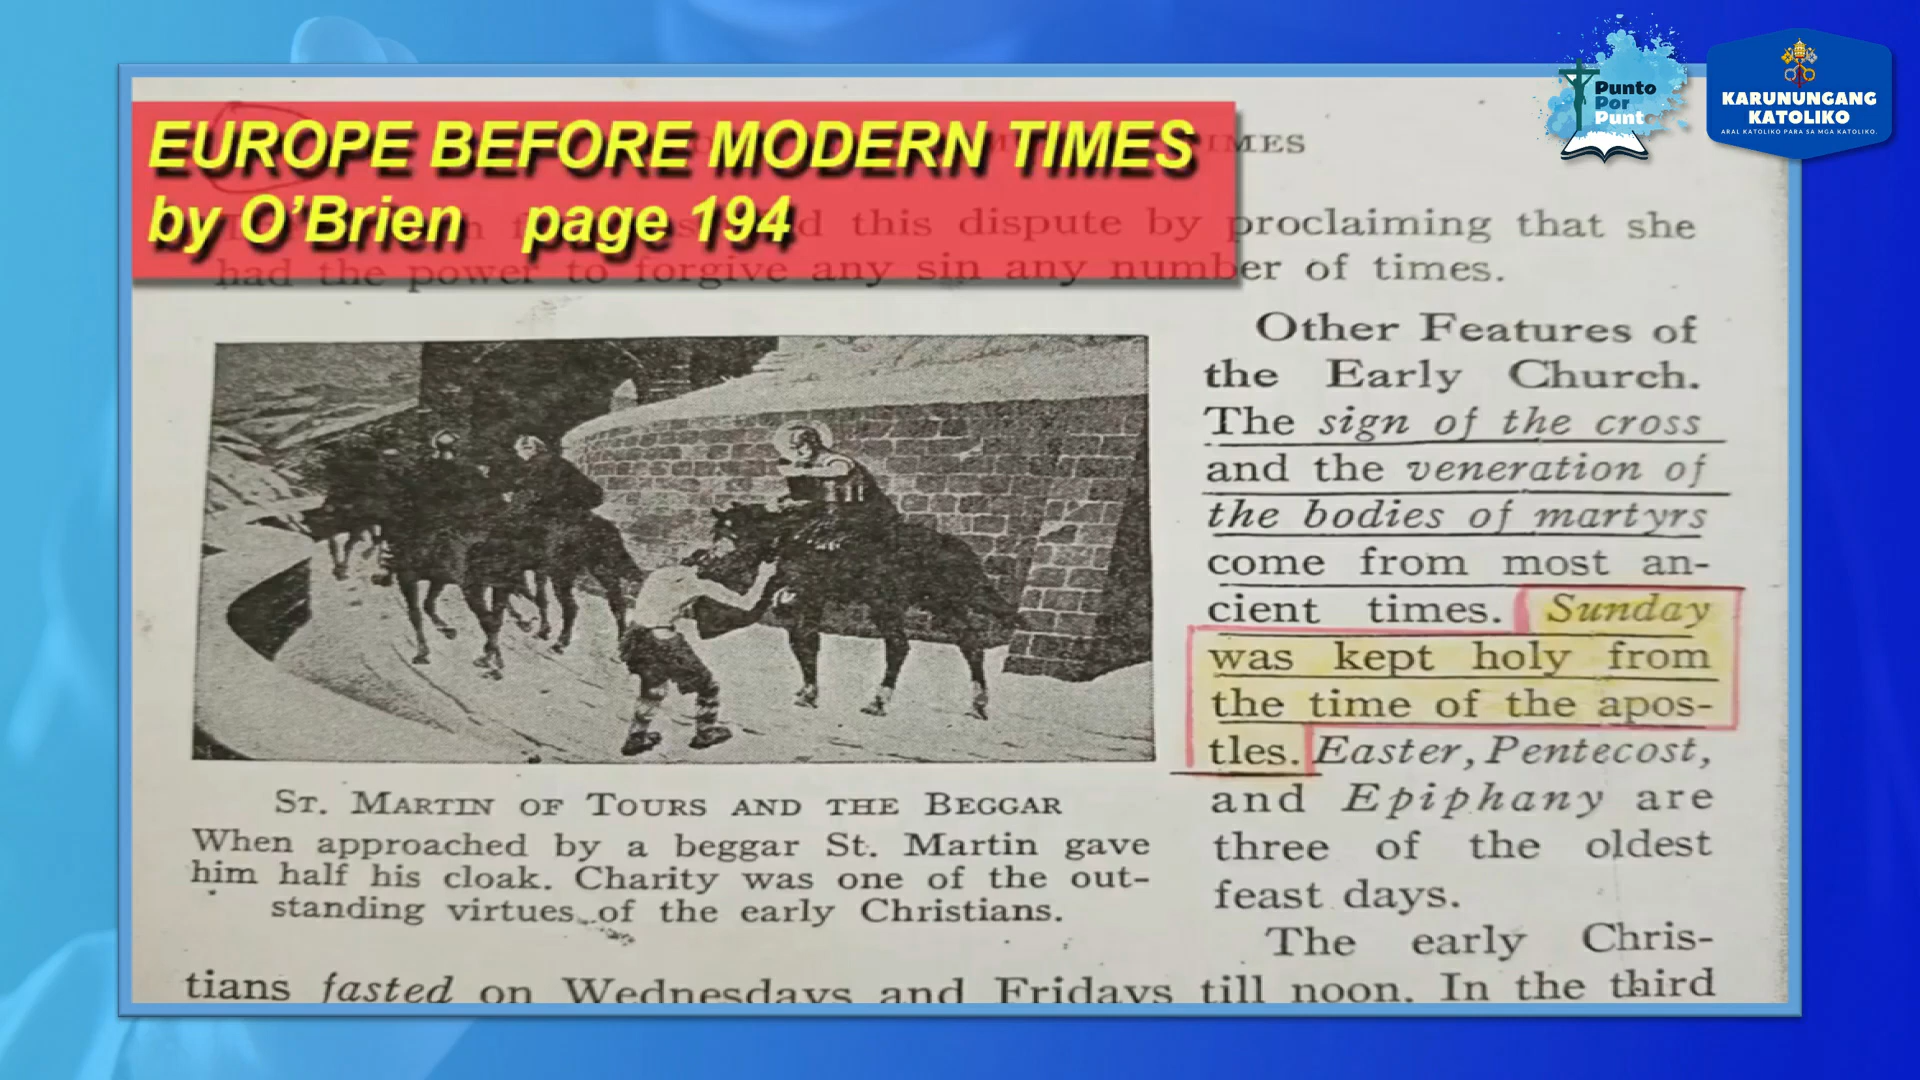 EUROPE BEFORE MODERN TIMES
by O'Brien page 194
Punto
Por
Punt
KARUNUNGANG
KATOLIKO
ARAL KATOLIKO PARA SA MGA KATOLIKO.
IMES
this dispute by proclaiming that she
had the power to forgive any sin any number of times.
Other Features of
the Early Church.
The sign of the cross
and the veneration of
the bodies of martyrs
come from most an-
cient times. Sunday
was kept holy from
the time of the apos-
tles. Easter, Pentecost,
and Epiphany are
three of the oldest
feast days.
The early Chris-
ST. MARTIN OF TOURS AND THE BEGGAR
When approached by a beggar St. Martin gave
him half his cloak. Charity was one of the out-
standing virtues of the early Christians.
tians fasted on Wednesdays and Fridays till noon. In the third